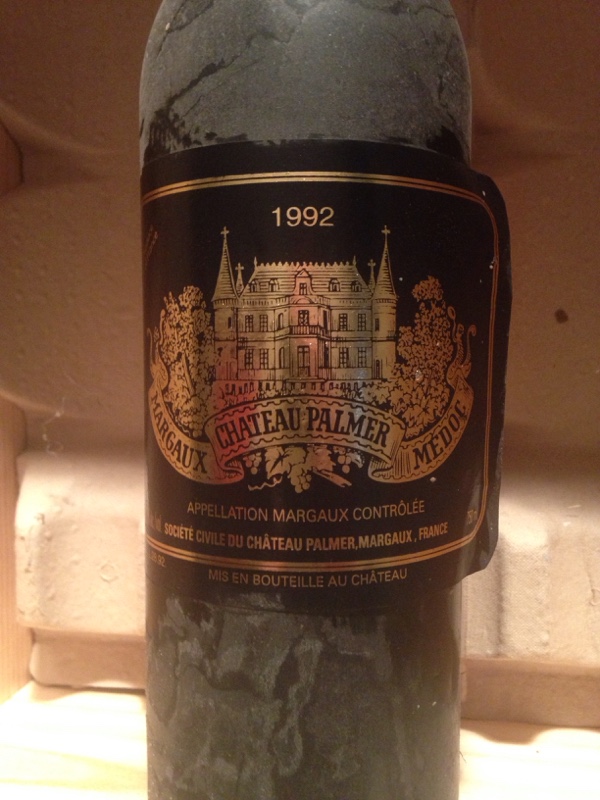 1992
MARGAUX
CHATEAU PALMER
MEDOC
APPELLATION MARGAUX CONTRÔLÉE
SOCIÉTÉ CIVILE DU CHÂTEAU PALMER, MARGAUX, FRANCE
MIS EN BOUTEILLE AU CHÂTEAU